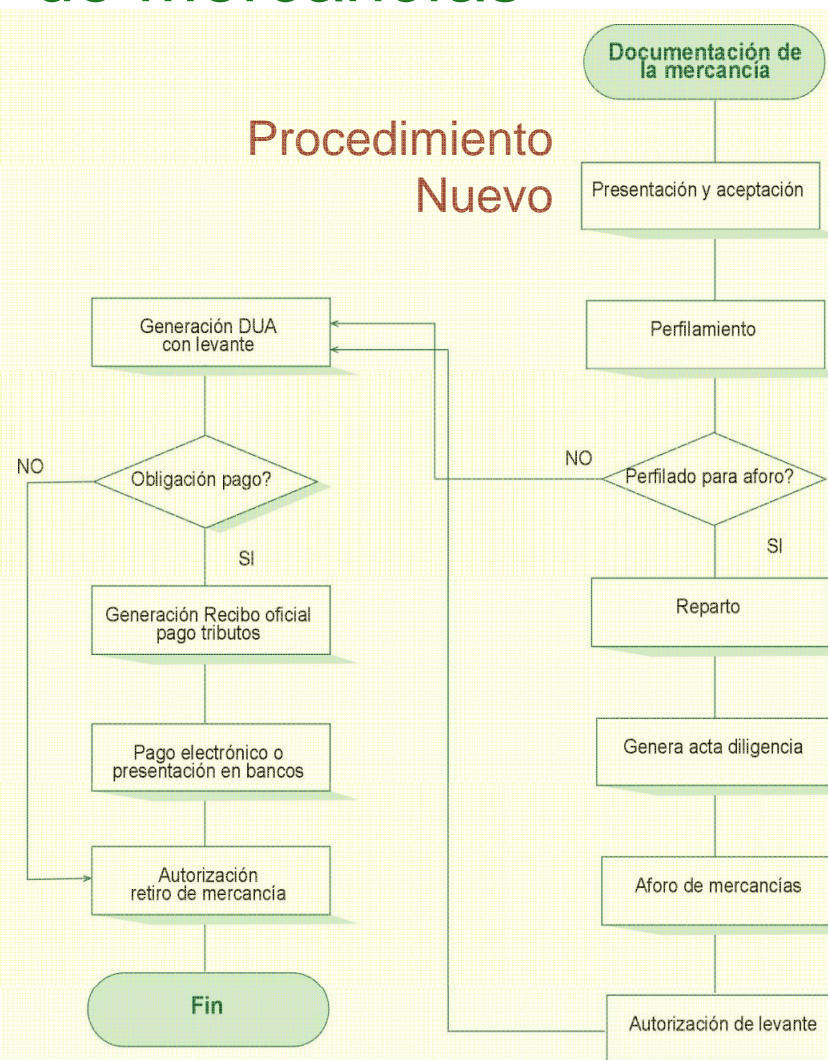 de mercancías
Procedimiento
Nuevo
Documentación de
la mercancía
Presentación y aceptación
Perfilamiento
Perfilado para aforo?
NO
SI
Reparto
Genera acta diligencia
Aforo de mercancías
Autorización de levante
Generación DUA
con levante
Obligación pago?
NO
SI
Generación Recibo oficial
pago tributos
Pago electrónico o
presentación en bancos
Autorización
retiro de mercancía
Fin